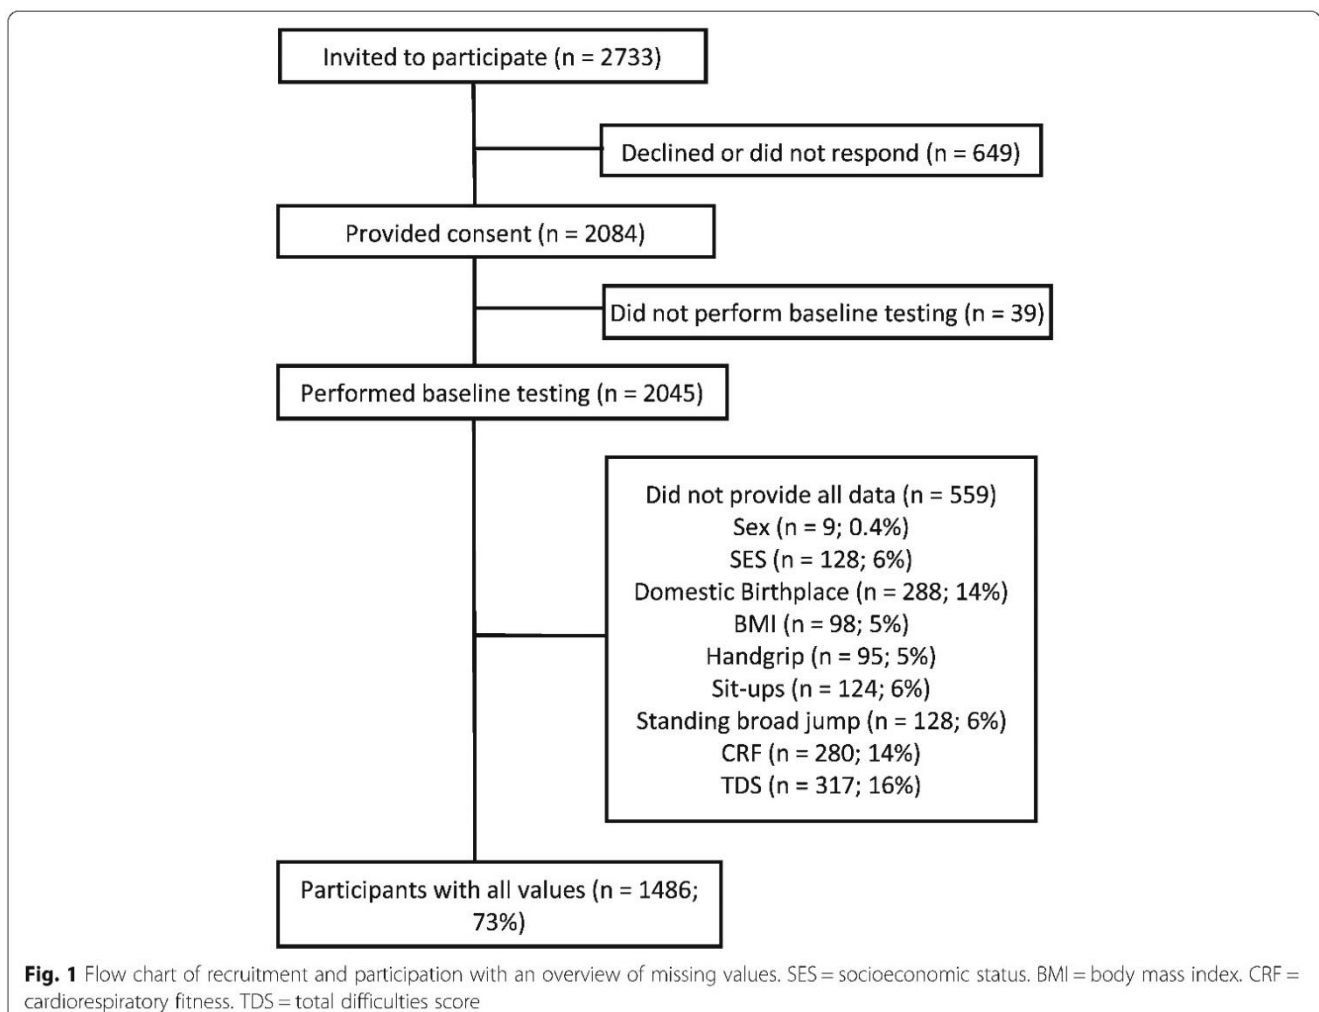 Invited to participate (n = 2733)
Declined or did not respond (n = 649)
Provided consent (n = 2084)
Did not perform baseline testing (n = 39)
Performed baseline testing (n = 2045)
Did not provide all data (n = 559)
Sex (n = 9; 0.4%)
SES (n = 128; 6%)
Domestic Birthplace (n = 288; 14%)
BMI (n = 98; 5%)
Handgrip (n = 95; 5%)
Sit-ups (n = 124; 6%)
Standing broad jump (n = 128; 6%)
CRF (n = 280; 14%)
TDS (n = 317; 16%)
Participants with all values (n = 1486;
73%)
Fig. 1 Flow chart of recruitment and participation with an overview of missing values. SES = socioeconomic status. BMI = body mass index. CRF =
cardiorespiratory fitness. TDS = total difficulties score